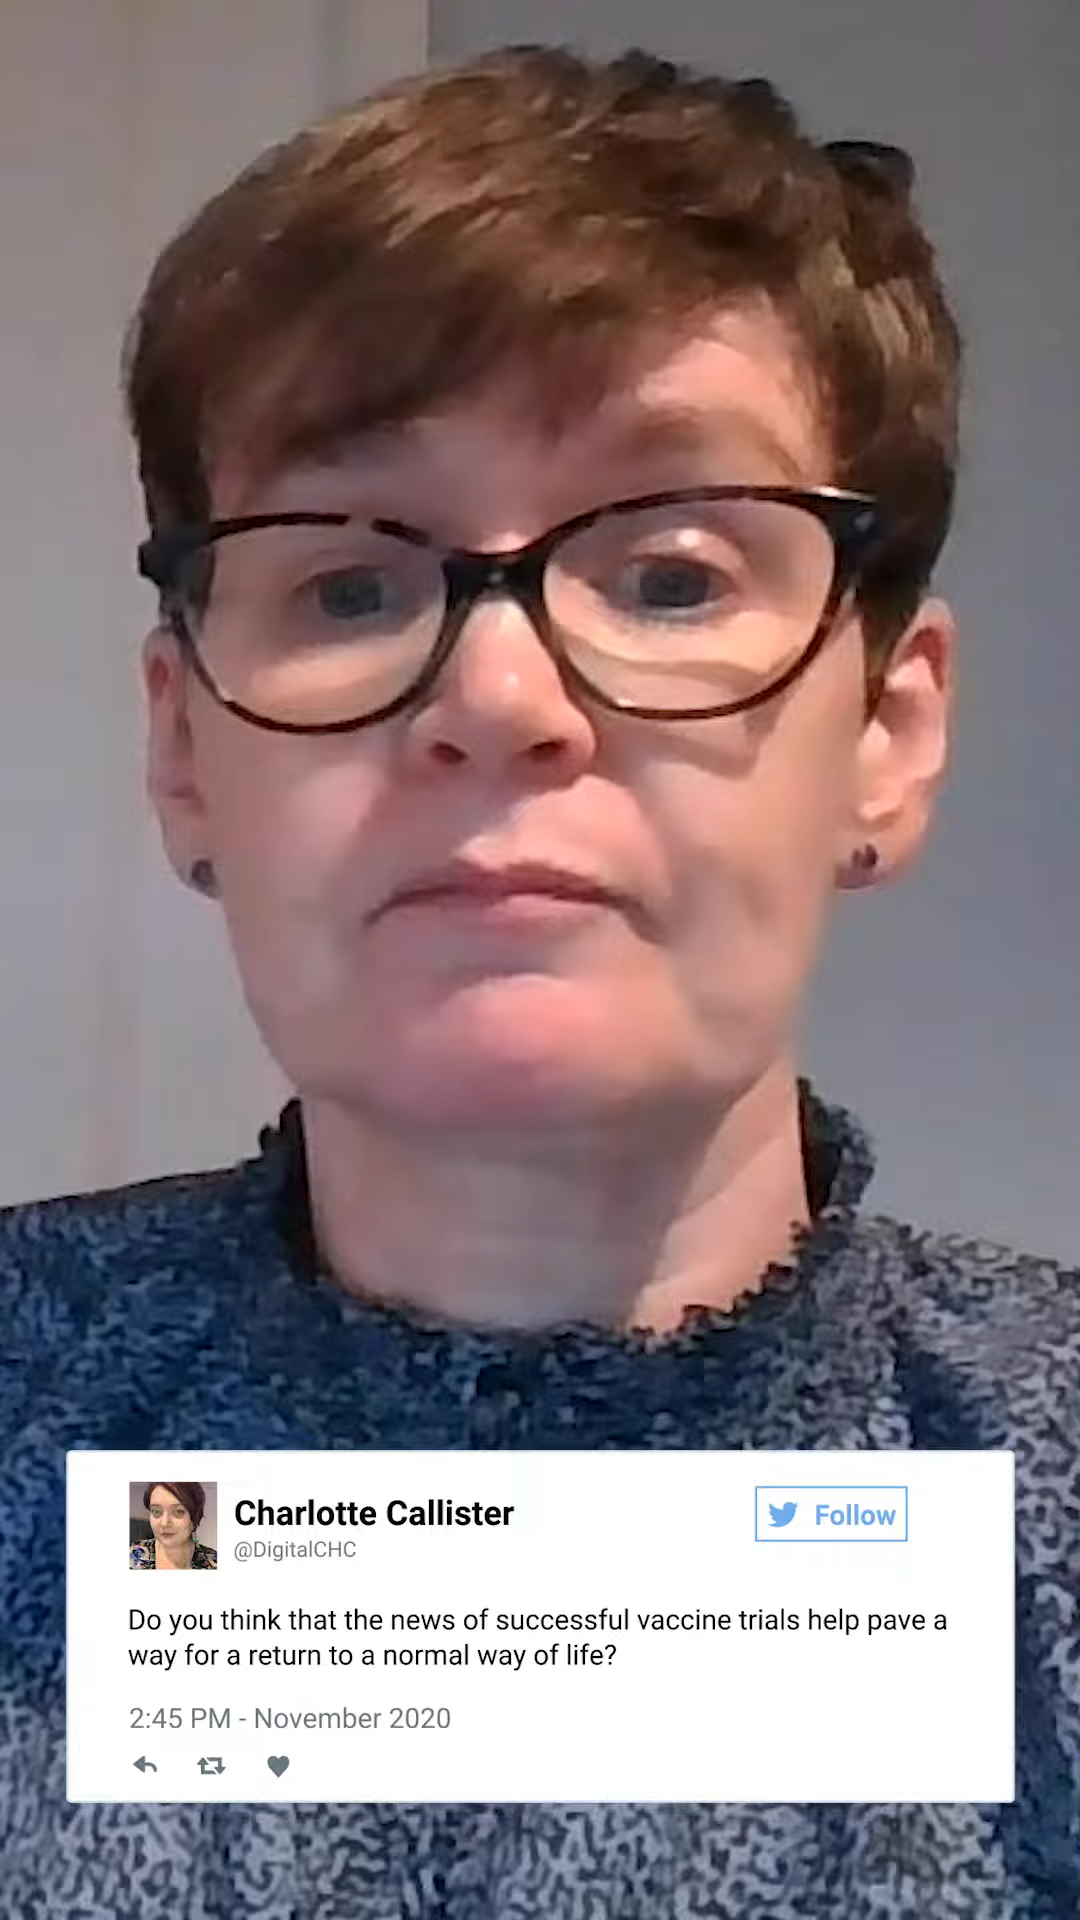 Charlotte Callister
Follow
@DigitalCHC
Do you think that the news of successful vaccine trials help pave a
way for a return to a normal way of life?
2:45 PM - November 2020